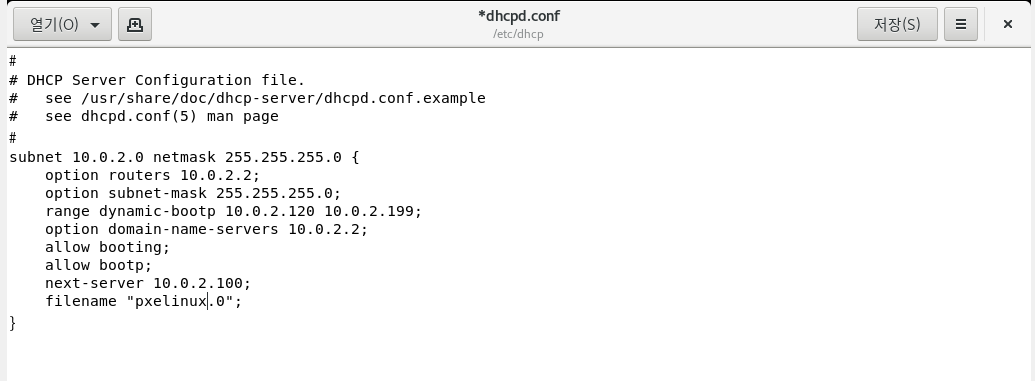 열기(O)
*dhcpd.conf
/etc/dhcp
저장(S)
#
# DHCP Server Configuration file.
#   see /usr/share/doc/dhcp-server/dhcpd.conf.example
#   see dhcpd.conf(5) man page
#
subnet 10.0.2.0 netmask 255.255.255.0 {
    option routers 10.0.2.2;
    option subnet-mask 255.255.255.0;
    range dynamic-bootp 10.0.2.120 10.0.2.199;
    option domain-name-servers 10.0.2.2;
    allow booting;
    allow bootp;
    next-server 10.0.2.100;
    filename "pxelinux.0";
}